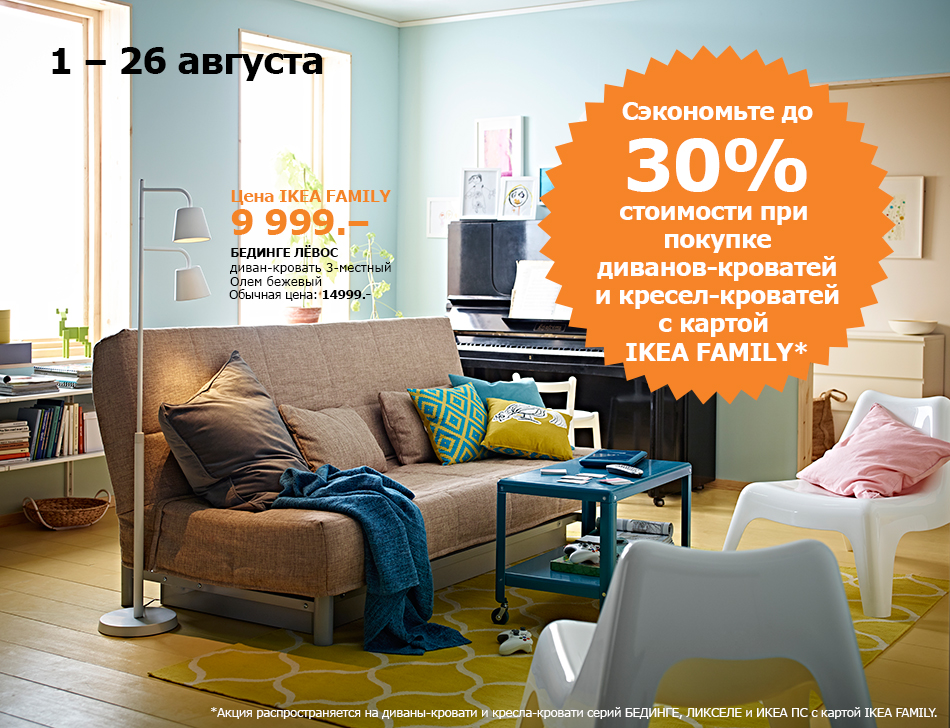 1 – 26 августа
Сэкономьте до
30%
стоимости при
покупке
диванов-кроватей
и кресел-кроватей
с картой
IKEA FAMILY*
Цена IKEA FAMILY
9 999.–
БЕДИНГЕ ЛЁВОС
диван-кровать 3-местный
Олем бежевый
Обычная цена: 14999.–
*Акция распространяется на диваны-кровати и кресла-кровати серий БЕДИНГЕ, ЛИКСЕЛЕ и ИКЕА ПС с картой IKEA FAMILY.